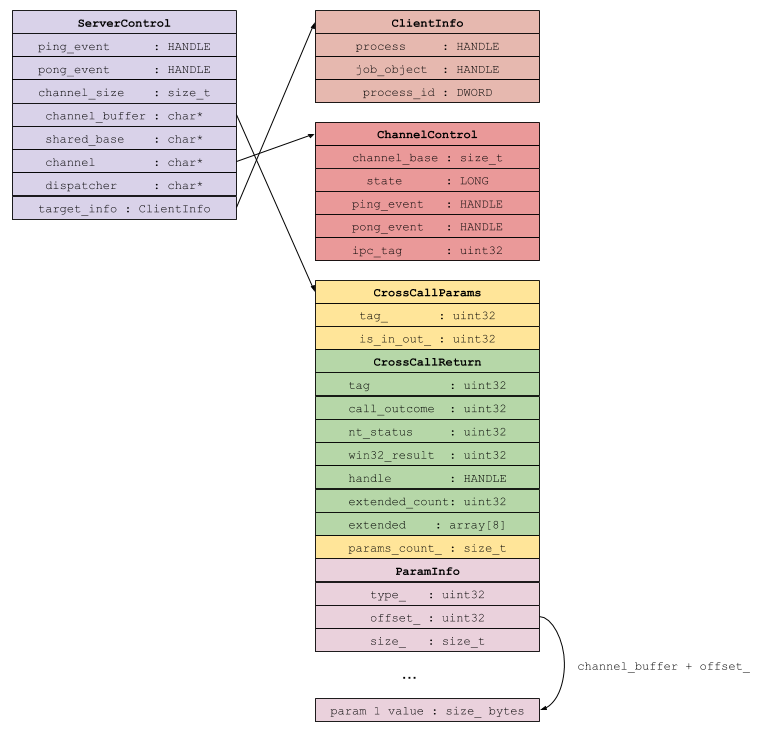 ServerControl
ping_event : HANDLE
pong_event : HANDLE
channel_size : size_t
channel_buffer : char*
shared_base : char*
channel : char*
dispatcher : char*
target_info : ClientInfo
ClientInfo
process : HANDLE
job_object : HANDLE
process_id : DWORD
ChannelControl
channel_base : size_t
state : LONG
ping_event : HANDLE
pong_event : HANDLE
ipc_tag : uint32
CrossCallParams
tag_ : uint32
is_in_out_ : uint32
CrossCallReturn
tag : uint32
call_outcome : uint32
nt_status : uint32
win32_result : uint32
handle : HANDLE
extended_count: uint32
extended : array[8]
params_count_ : size_t
ParamInfo
type_ : uint32
offset_ : uint32
size_ : size_t
channel_buffer + offset_
...
param 1 value : size_ bytes